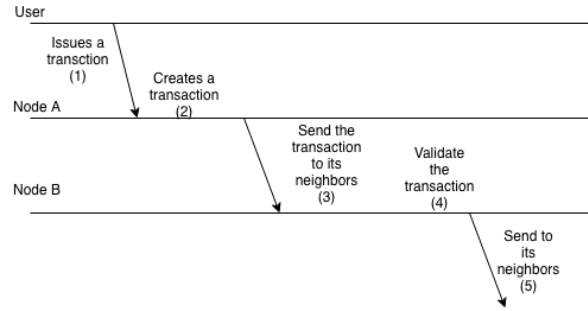 User
Issues a
transction
(1)
Creates a
transaction
(2)
Node A
Send the
transaction
to its
neighbors
(3)
Validate
the
transaction
(4)
Node B
Send to
its
neighbors
(5)